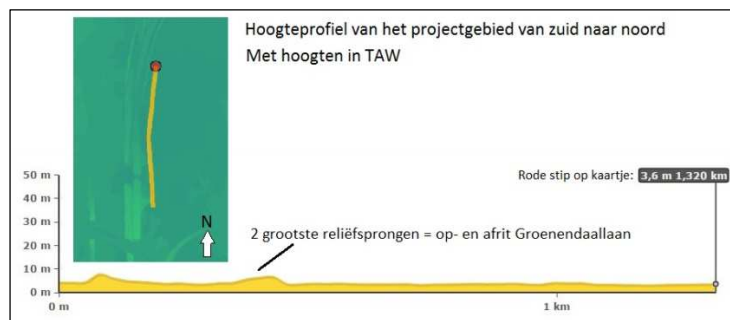 Hoogteprofiel van het projectgebied van zuid naar noord
Met hoogten in TAW
50 m
Rode stip op kaartje: 3,6 m 1,320 km
40 m
30 m
N
20 m
2 grootste reliëfsprongen = op- en afrit Groenendaallaan
10 m
0 m
0 m
1 km